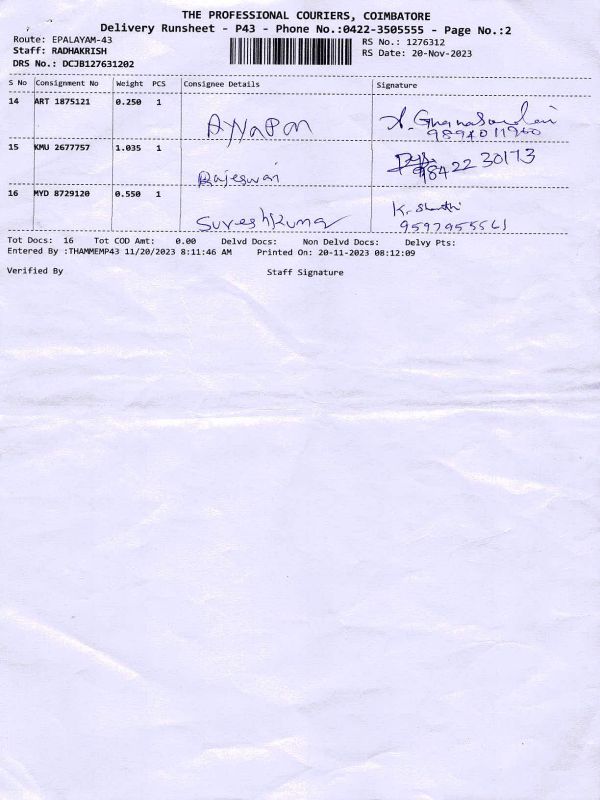 THE PROFESSIONAL COURIERS, COIMBATORE
Delivery Runsheet - P43 - Phone No.:0422-3505555 - Page No.:2
Route: EPALAYAM-43
RS No.: 1276312
Staff: RADHAKRISH
RS Date: 20-Nov-2023
DRS No.: DCJB127631202
S No Consignment No Weight PCS Consignee Details Signature
14 ART 1875121 0.250 1
AYYAPAN
9894011960
15 KMU 2677757 1.035 1
Rajeswari
98422 30173
16 MYD 8729120 0.550 1
Sureshkumar
K. Shanthi
9597955561
Tot Docs: 16 Tot COD Amt: 0.00 Delvd Docs: Non Delvd Docs: Delvy Pts:
Entered By :THAMMEMP43 11/20/2023 8:11:46 AM Printed On: 20-11-2023 08:12:09
Verified By Staff Signature